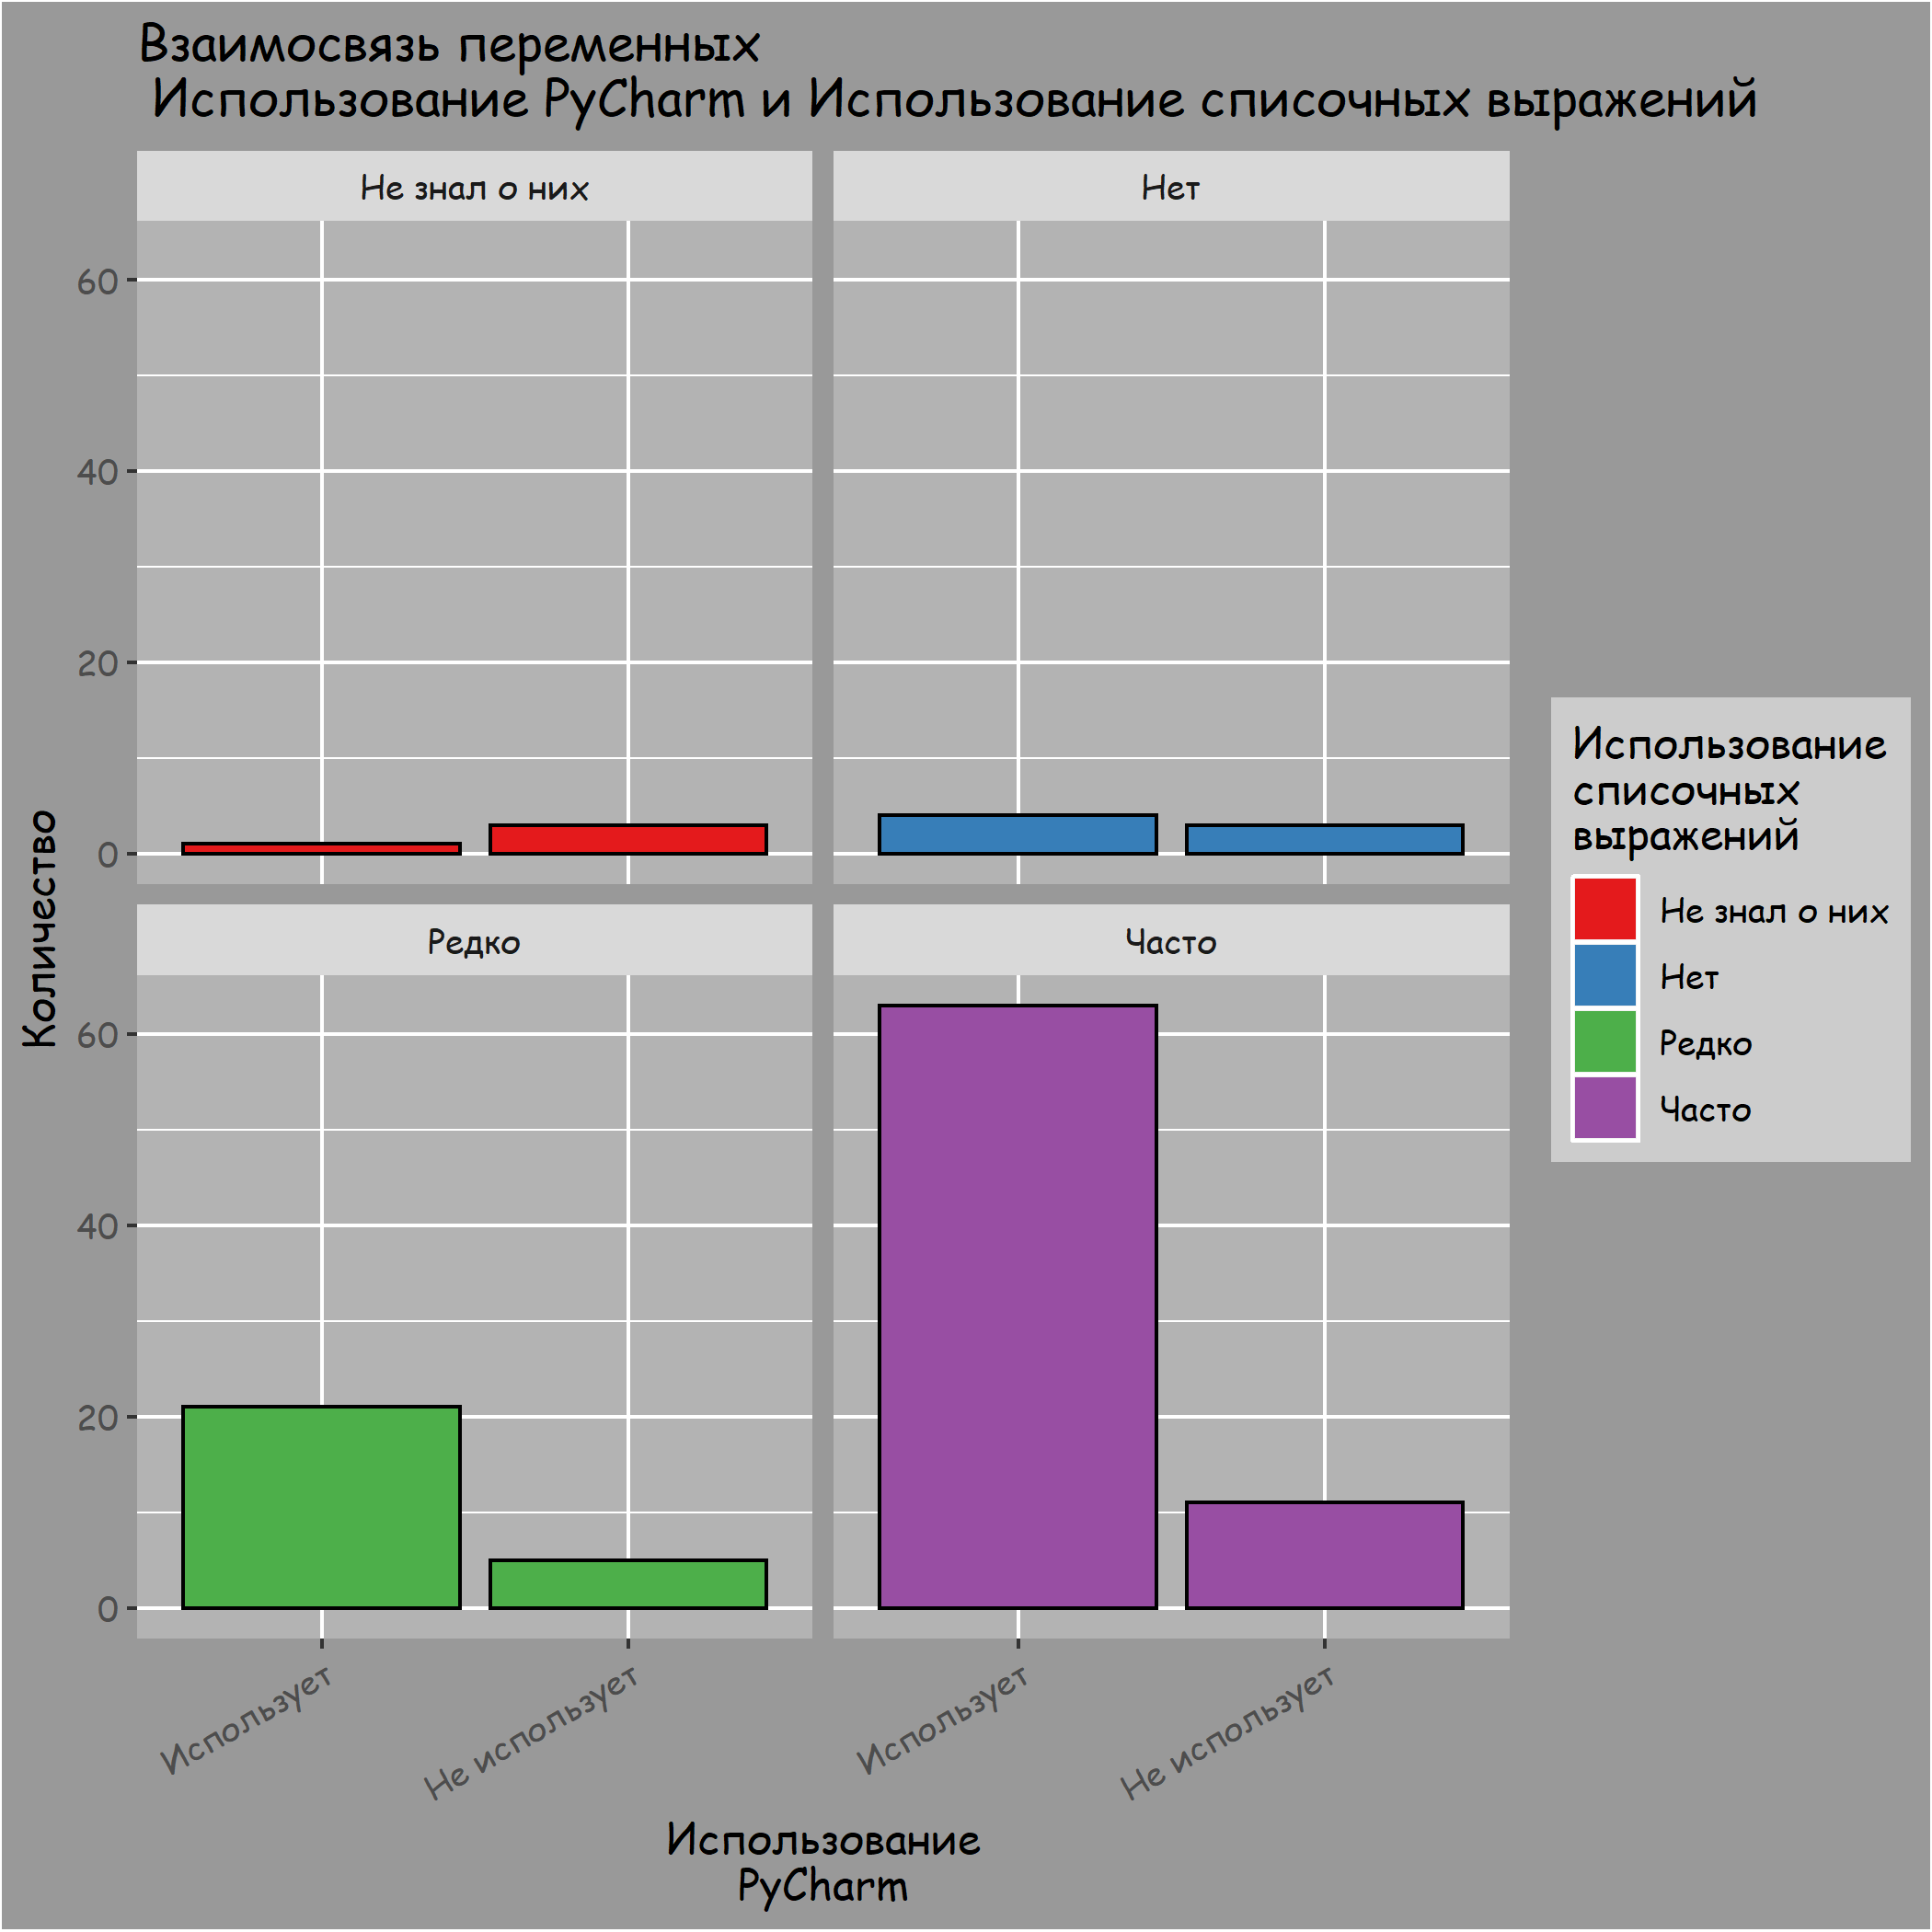 Взаимосвязь переменных
Использование PyCharm и Использование списочных выражений
Не знал о них
Нет
60
40
20
0
Редко
Часто
60
40
20
0
Количество
Использует
Не использует
Использует
Не использует
Использование
PyCharm
Использование
списочных
выражений
Не знал о них
Нет
Редко
Часто